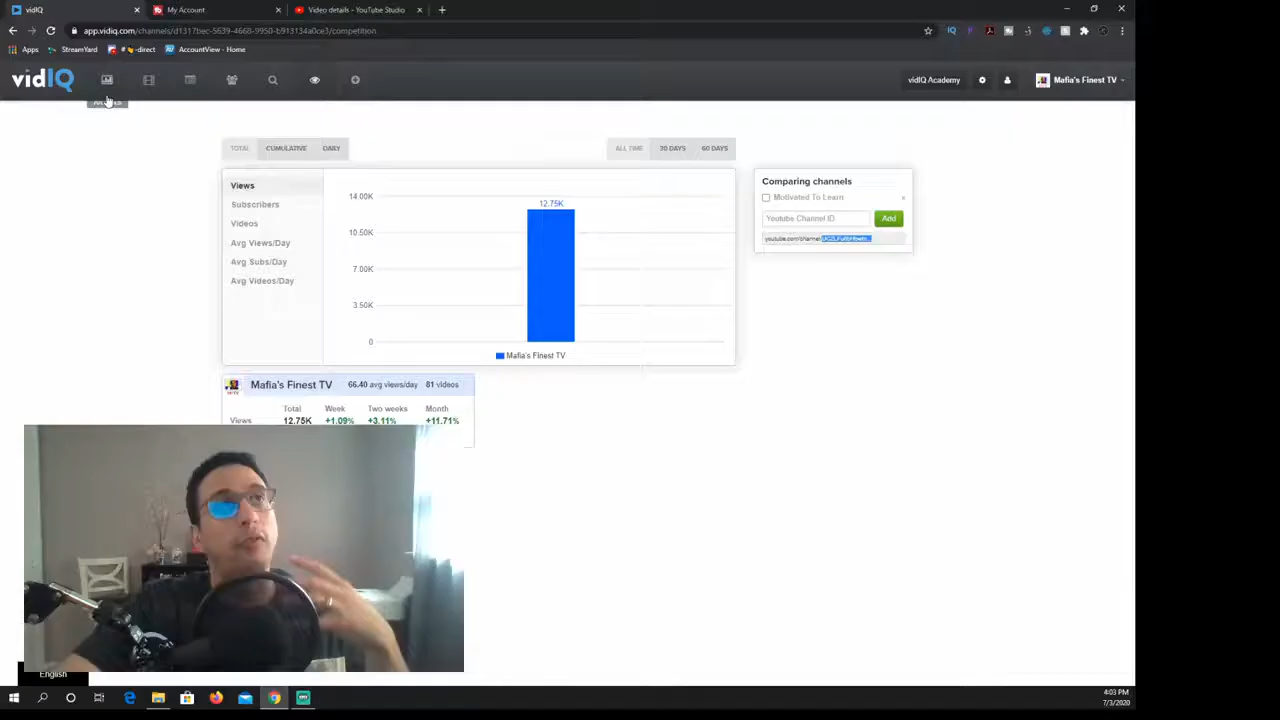 vidIQ
My Account
Video details - YouTube Studio
app.vidiq.com/channels/d1317bec-5639-4668-9950-b913134a0ce3/competition
Apps
StreamYard
-direct
AccountView - Home
vidIQ
vidIQ Academy
Mafia's Finest TV
TOTAL
CUMULATIVE
DAILY
ALL TIME
30 DAYS
60 DAYS
Views
Subscribers
Videos
Avg Views/Day
Avg Subs/Day
Avg Videos/Day
14.00K
10.50K
7.00K
3.50K
0
12.75K
Mafia's Finest TV
Comparing channels
Motivated To Learn
Youtube Channel ID
Add
youtube.com/channel/
Mafia's Finest TV 66.40 avg views/day 81 videos
Total Week Two weeks Month
Views 12.75K +1.09% +3.11% +11.71%
English
4:03 PM
7/3/2020